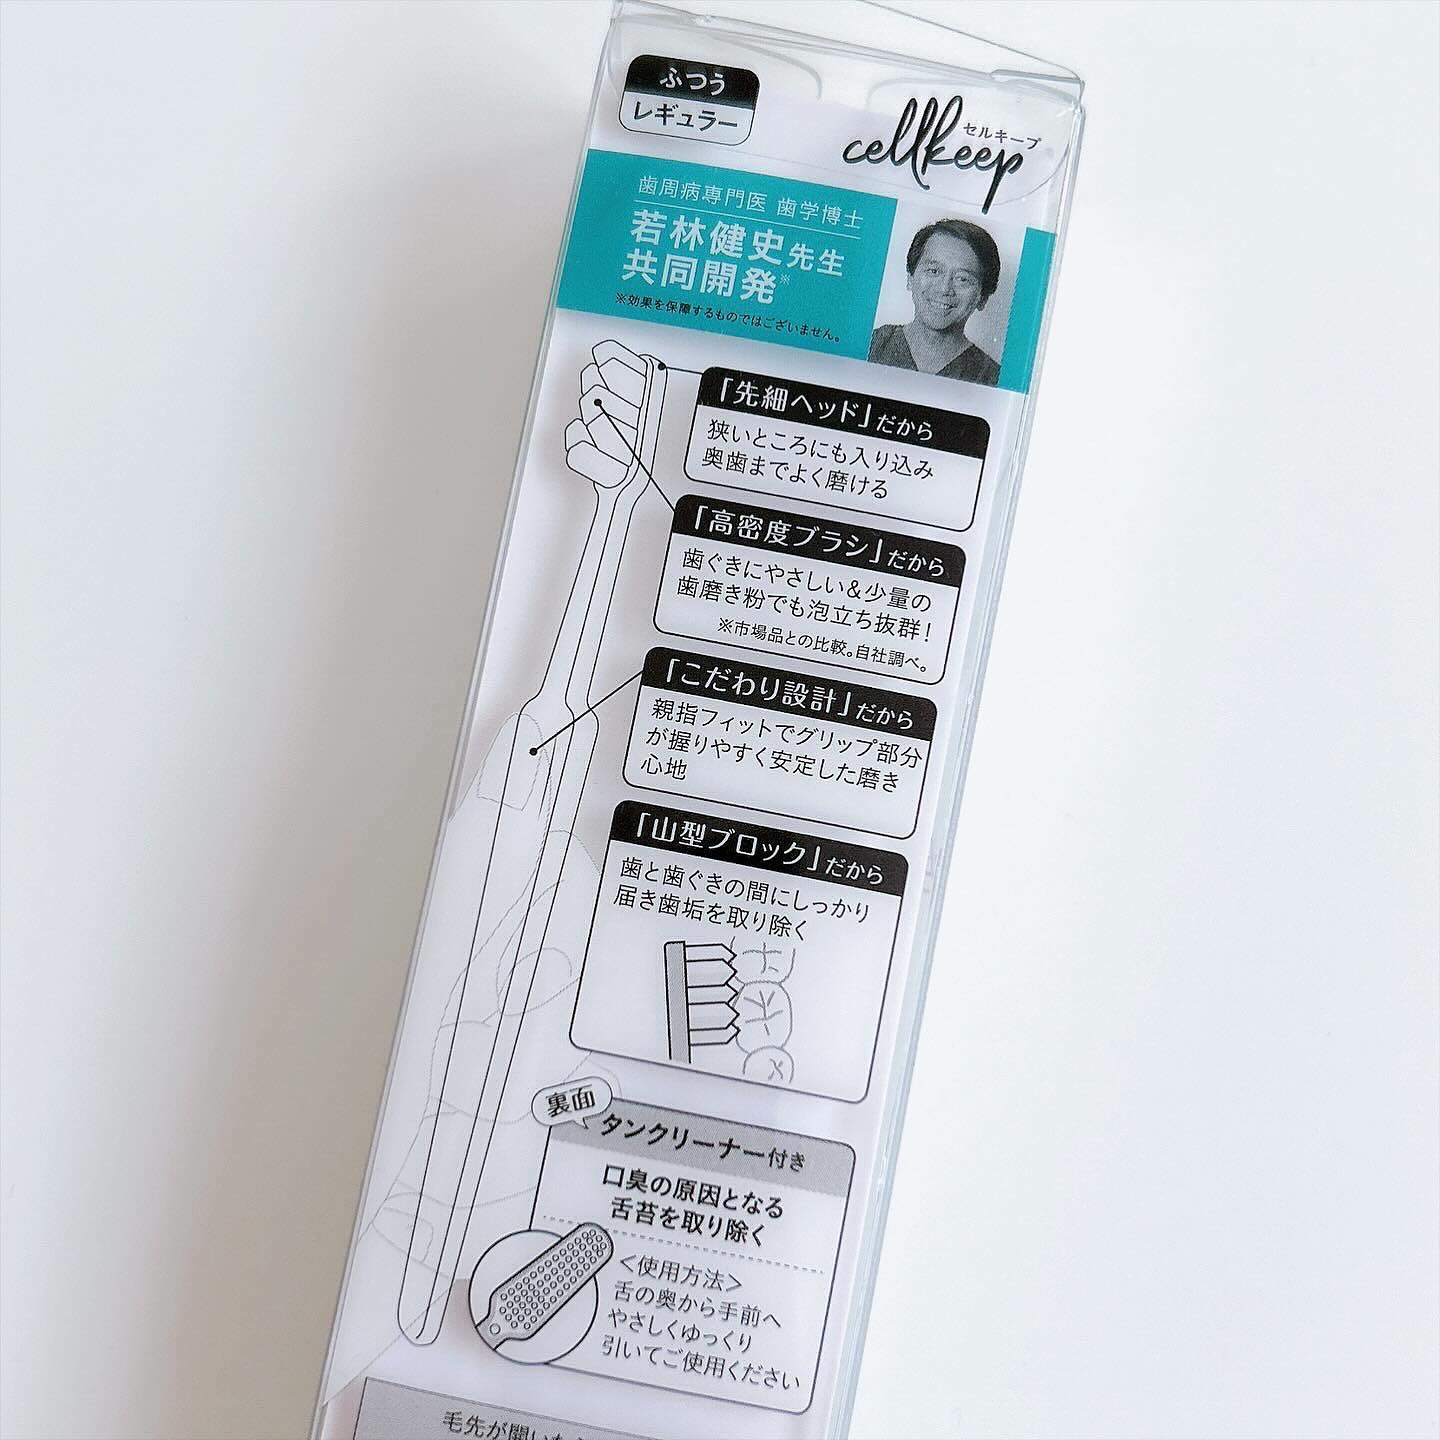 ふつう
レギュラー
セルキープ
cellkeep
歯周病専門医 歯学博士
若林健史先生
共同開発※
※効果を保障するものではございません。
「先細ヘッド」だから
狭いところにも入り込み
奥歯までよく磨ける
「高密度ブラシ」だから
歯ぐきにやさしい＆少量の
歯磨き粉でも泡立ち抜群！
※市場品との比較。自社調べ。
「こだわり設計」だから
親指フィットでグリップ部分
が握りやすく安定した磨き
心地
「山型ブロック」だから
歯と歯ぐきの間にしっかり
届き歯垢を取り除く
裏面
タンクリーナー付き
口臭の原因となる
舌苔を取り除く
＜使用方法＞
舌の奥から手前へ
やさしくゆっくり
引いてご使用ください
毛先が開いた